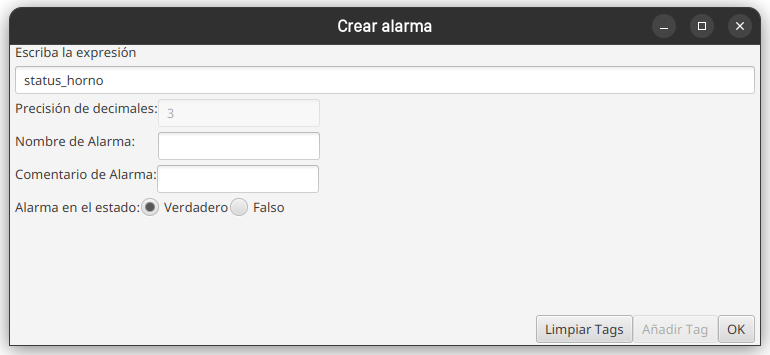 Crear alarma
Escriba la expresión
status_horno
Precisión de decimales: 3
Nombre de Alarma:
Comentario de Alarma:
Alarma en el estado: Verdadero Falso
Limpiar Tags Añadir Tag OK